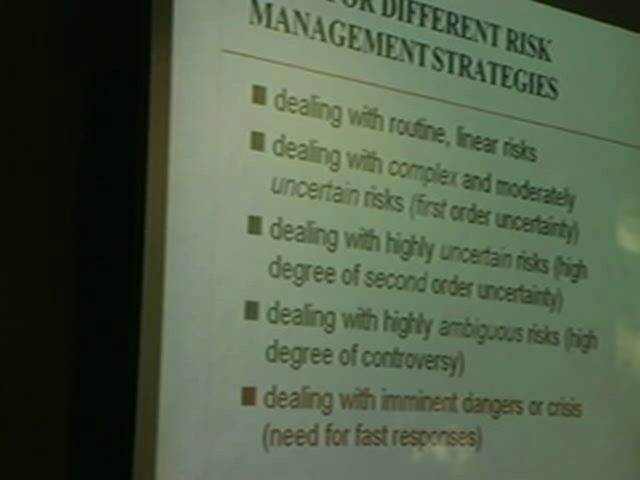 FOR DIFFERENT RISK
MANAGEMENT STRATEGIES
dealing with routine, linear risks
dealing with complex and moderately
uncertain risks (first order uncertainty)
dealing with highly uncertain risks (high
degree of second order uncertainty)
dealing with highly ambiguous risks (high
degree of controversy)
dealing with imminent dangers or crisis
(need for fast responses)